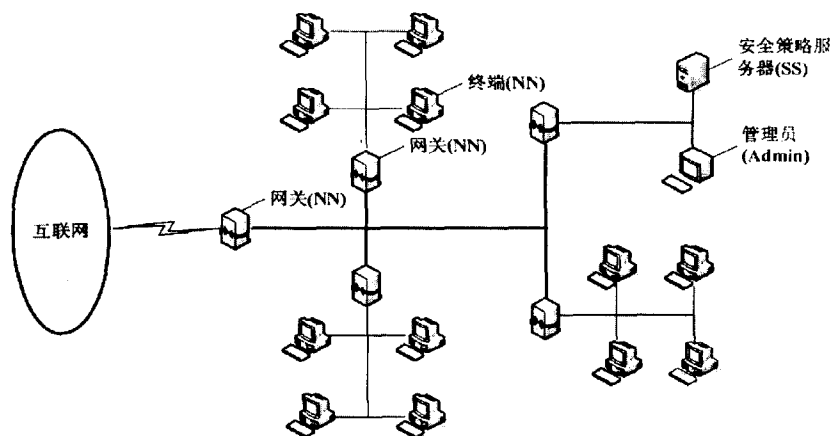 安全策略服
务器(SS)
终端(NN)
网关(NN)
管理员
(Admin)
网关(NN)
互联网